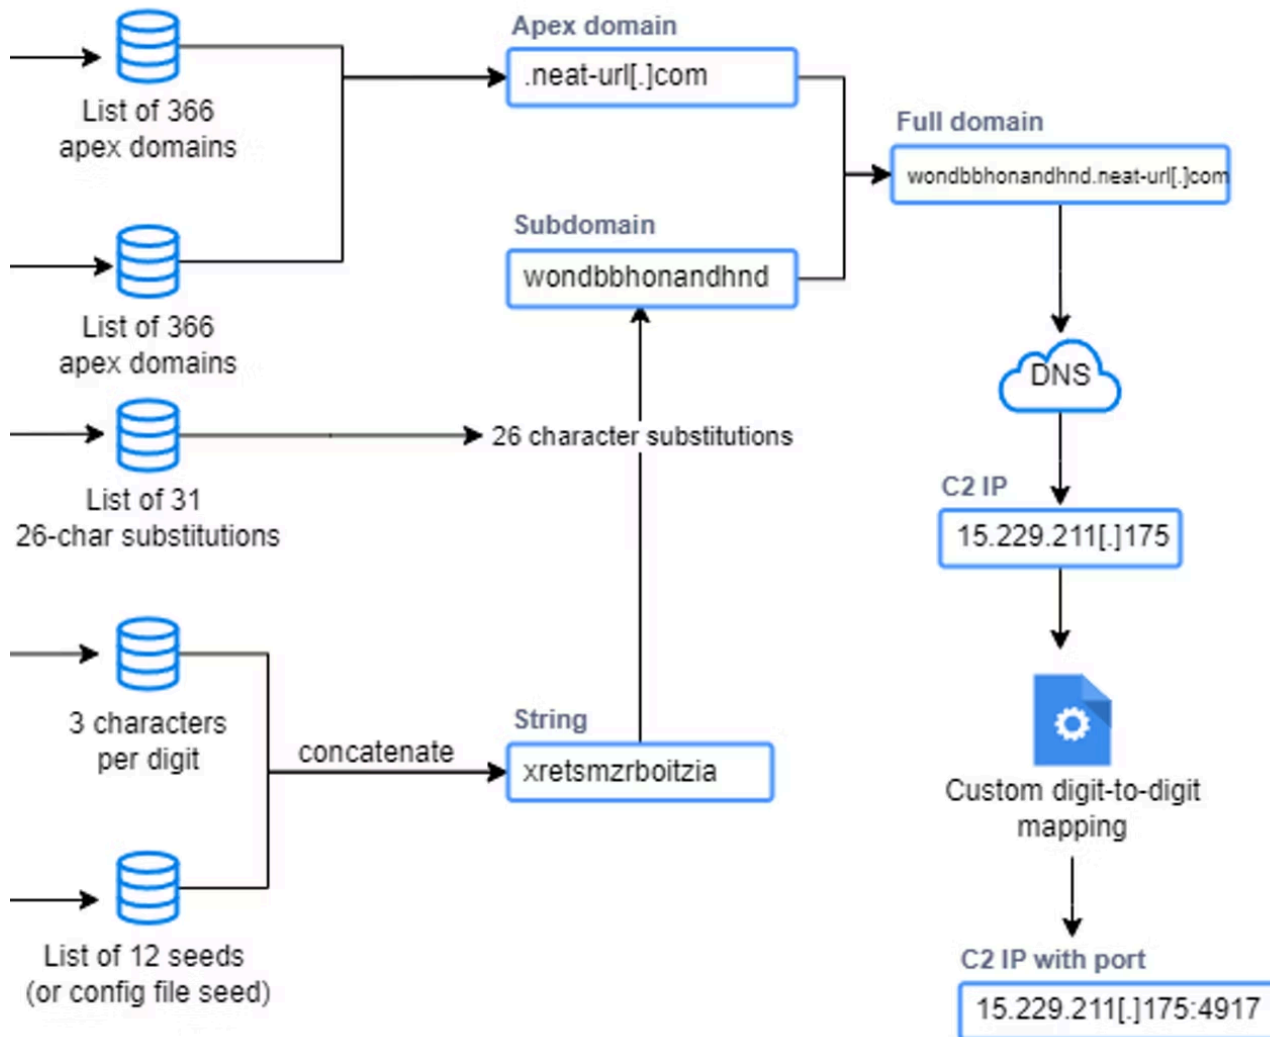 Apex domain
.neat-url[.]com
List of 366
apex domains
Full domain
wondbbhonandhnd.neat-url[.]com
Subdomain
wondbbhonandhnd
List of 366
apex domains
DNS
26 character substitutions
List of 31
26-char substitutions
C2 IP
15.229.211[.]175
3 characters
per digit
concatenate
String
xretsmzrboitzia
Custom digit-to-digit
mapping
List of 12 seeds
(or config file seed)
C2 IP with port
15.229.211[.]175:4917